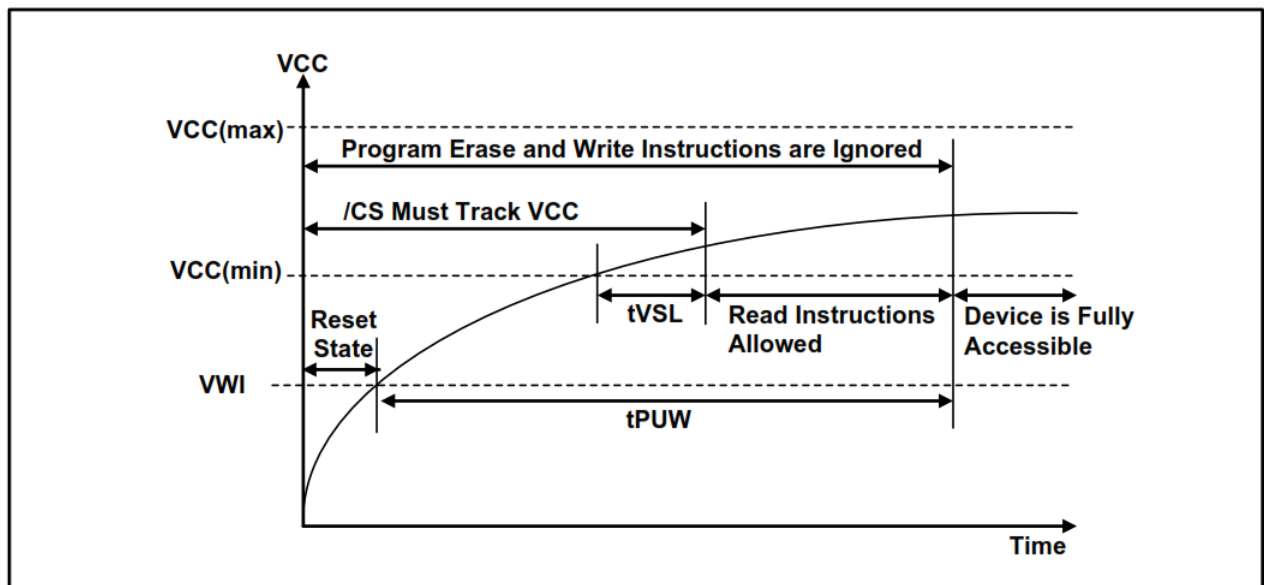 VCC
VCC(max)
Program Erase and Write Instructions are Ignored
/CS Must Track VCC
VCC(min)
Reset
State
tVSL
Read Instructions
Allowed
Device is Fully
Accessible
VWI
tPUW
Time